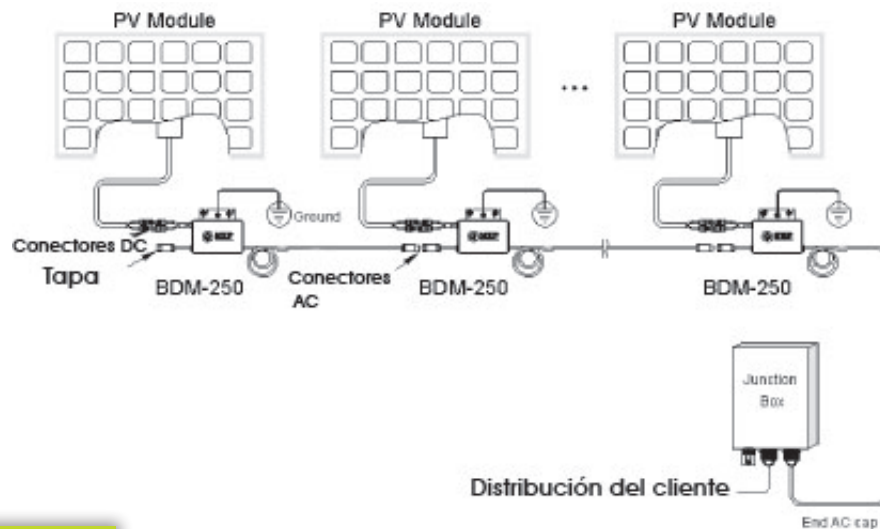 PV Module PV Module PV Module
...
Ground
Conectores DC
Tapa
Conectores
AC
BDM-250 BDM-250 BDM-250
Junction
Box
Distribución del cliente
End AC cap